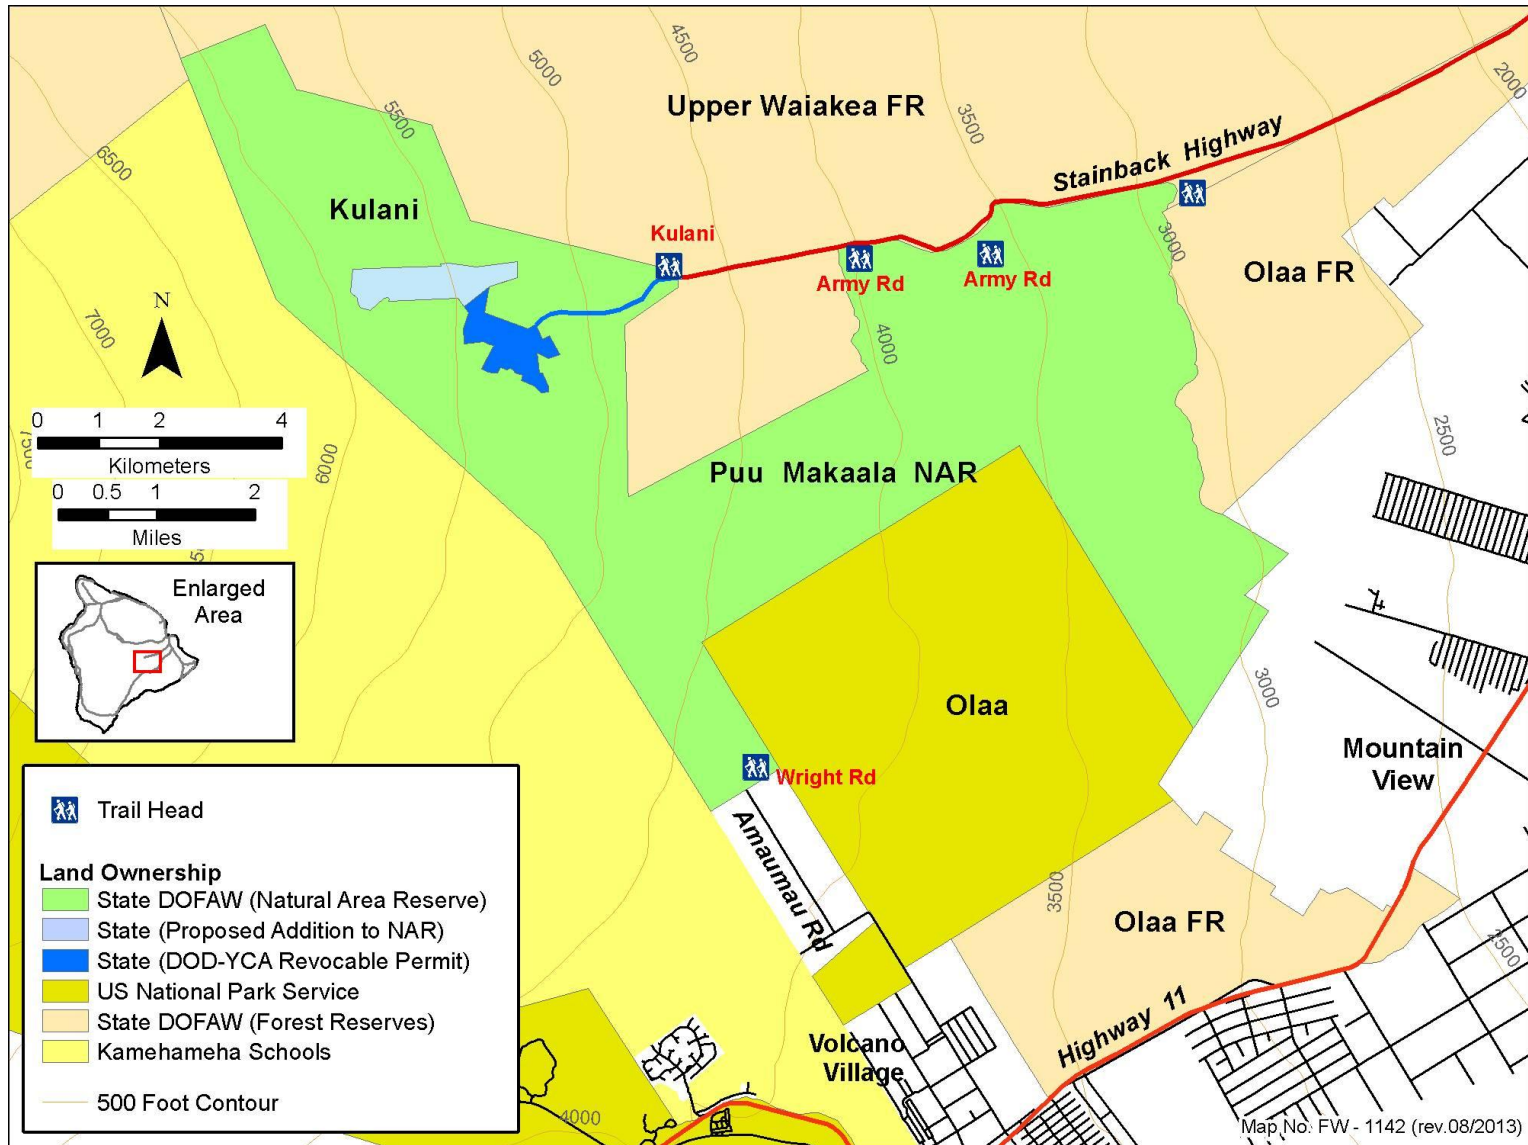 4500
5000
Upper Waiakea FR
2000
5500
3500
Stainback Highway
6500
Kulani
Kulani
3000
Olaa FR
Army Rd
Army Rd
N
7000
4000
0 1 2 4
Kilometers
6000
2500
Puu Makaala NAR
0 0.5 1 2
Miles
Enlarged
Area
3000
Olaa
Mountain
View
Wright Rd
Trail Head
Amaumau Rd
Land Ownership
State DOFAW (Natural Area Reserve)
State (Proposed Addition to NAR)
State (DOD-YCA Revocable Permit)
US National Park Service
State DOFAW (Forest Reserves)
Kamehameha Schools
500 Foot Contour
3500
Olaa FR
2500
Highway 11
Volcano
Village
4000
Map No. FW - 1142 (rev.08/2013)